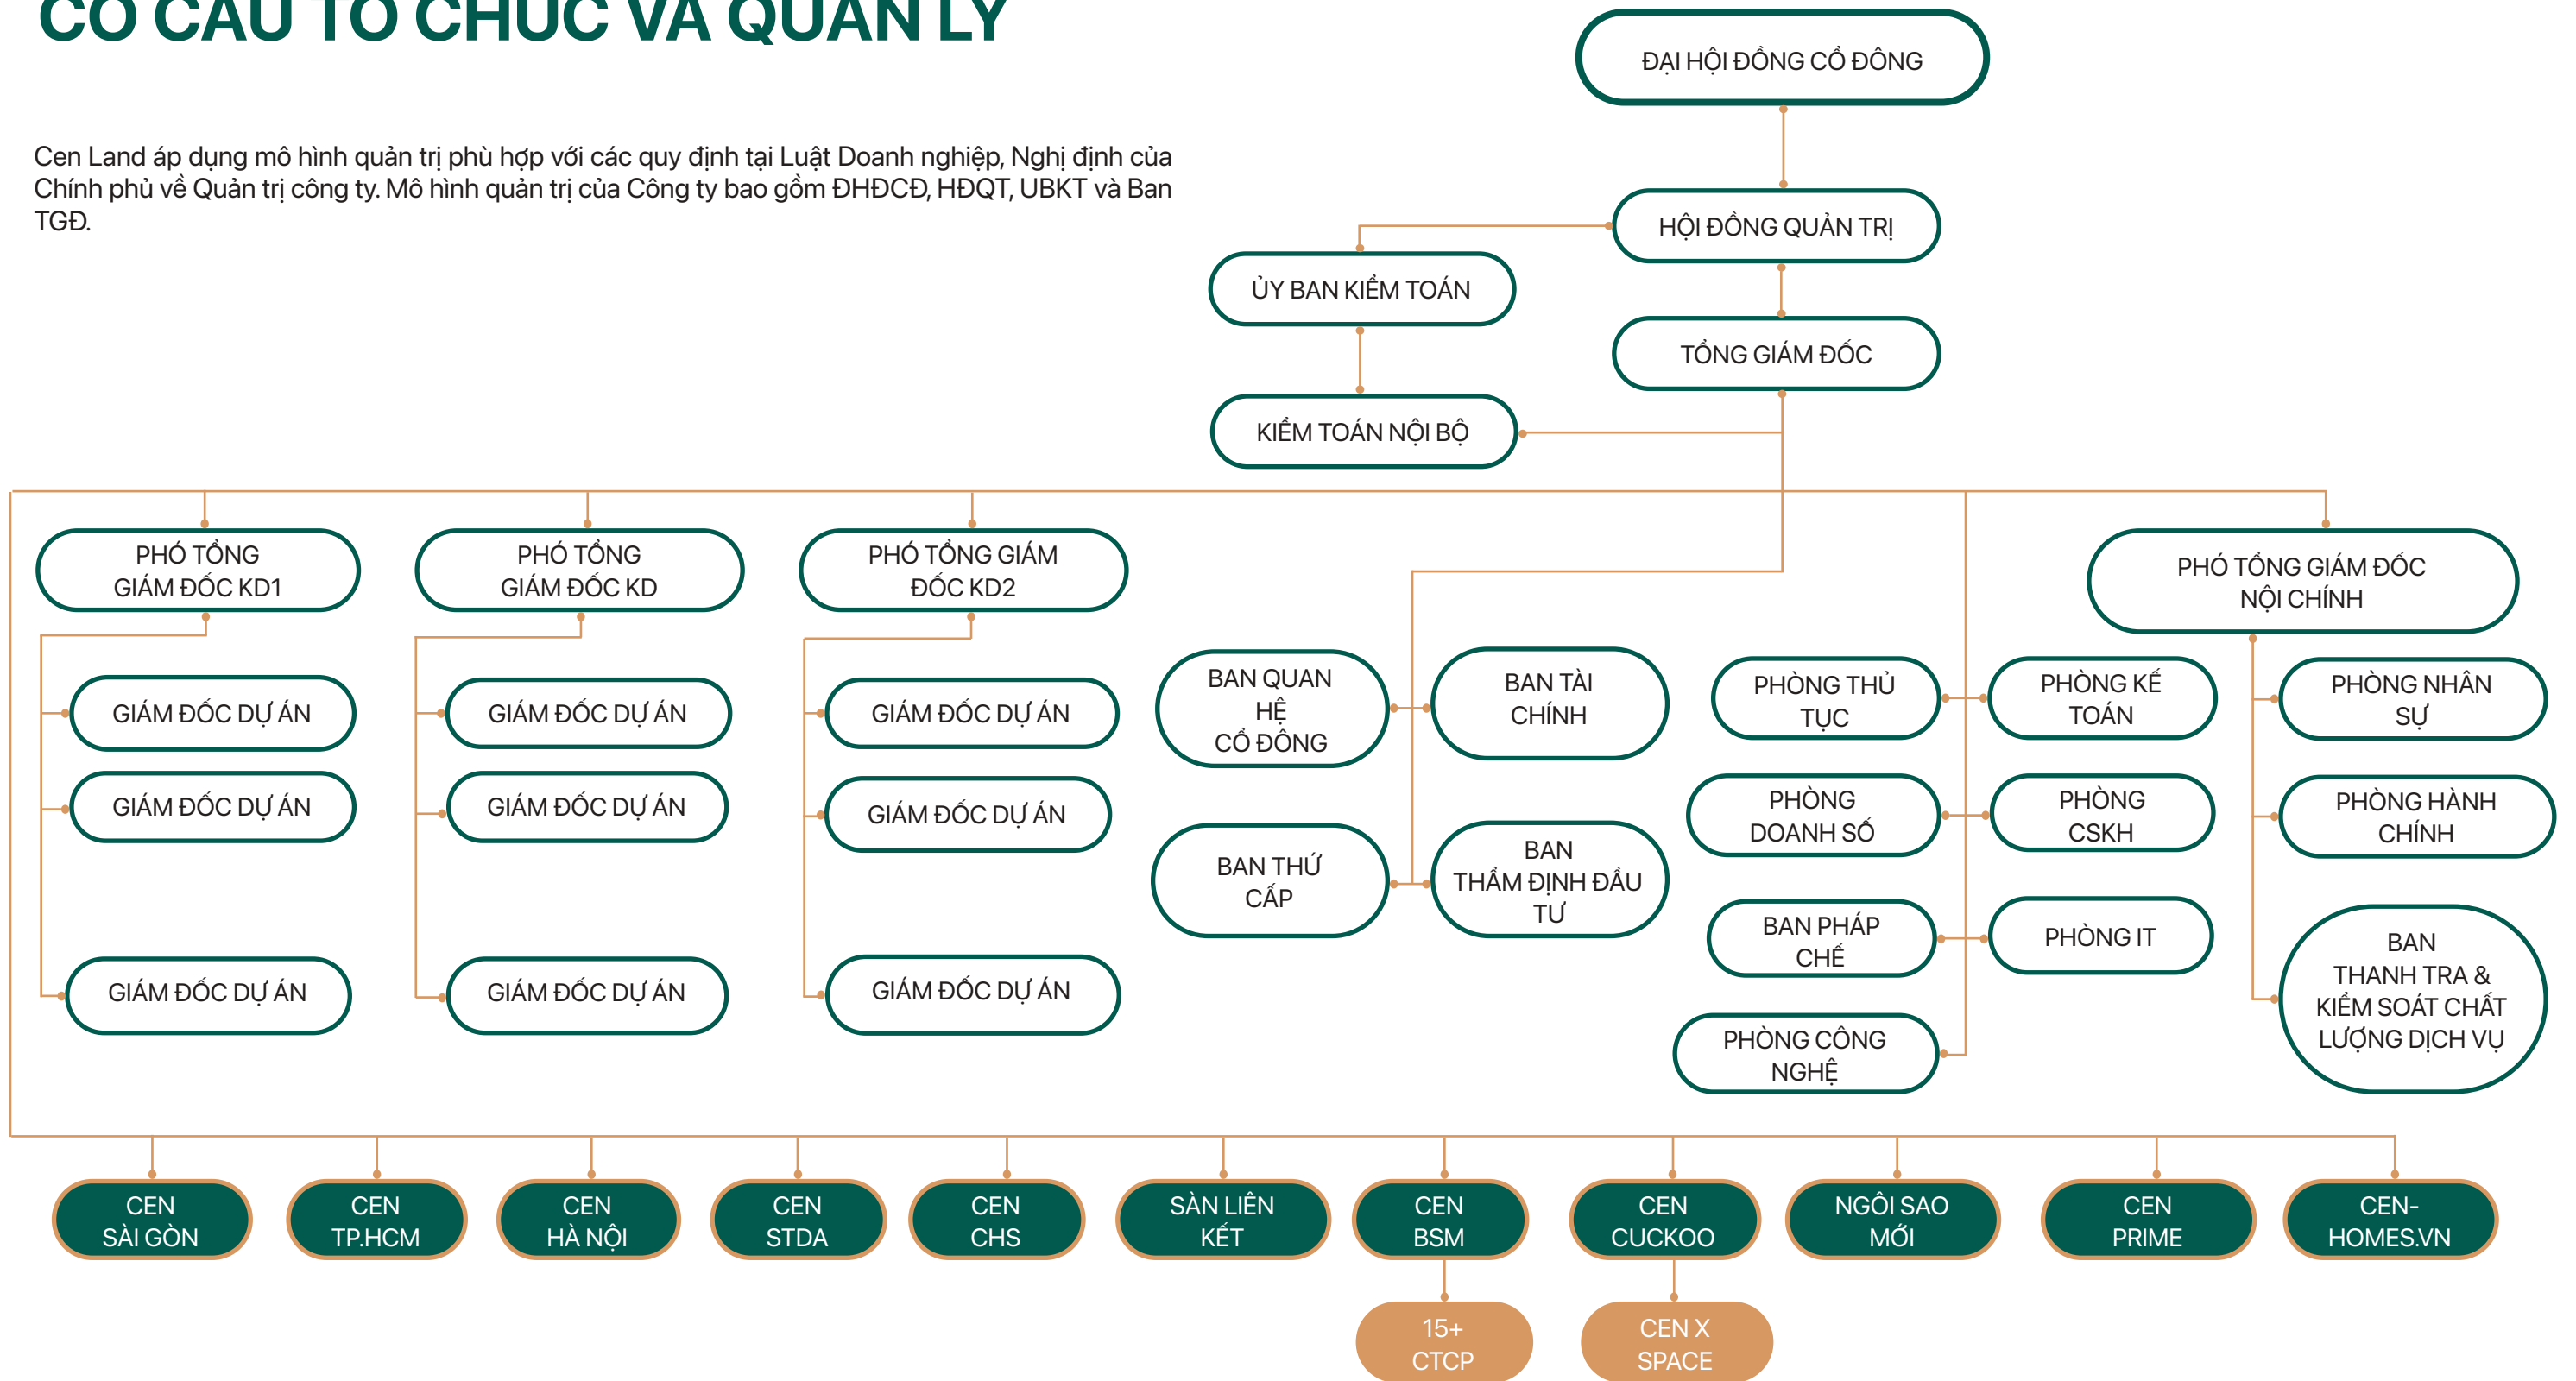 CƠ CẤU TỔ CHỨC VÀ QUẢN LÝ
Cen Land áp dụng mô hình quản trị phù hợp với các quy định tại Luật Doanh nghiệp, Nghị định của
Chính phủ về Quản trị công ty. Mô hình quản trị của Công ty bao gồm ĐHĐCĐ, HĐQT, UBKT và Ban
TGĐ.
ĐẠI HỘI ĐỒNG CỔ ĐÔNG
HỘI ĐỒNG QUẢN TRỊ
ỦY BAN KIỂM TOÁN
TỔNG GIÁM ĐỐC
KIỂM TOÁN NỘI BỘ
PHÓ TỔNG
GIÁM ĐỐC KD1
GIÁM ĐỐC DỰ ÁN
GIÁM ĐỐC DỰ ÁN
GIÁM ĐỐC DỰ ÁN
PHÓ TỔNG
GIÁM ĐỐC KD
GIÁM ĐỐC DỰ ÁN
GIÁM ĐỐC DỰ ÁN
GIÁM ĐỐC DỰ ÁN
PHÓ TỔNG GIÁM
ĐỐC KD2
GIÁM ĐỐC DỰ ÁN
GIÁM ĐỐC DỰ ÁN
GIÁM ĐỐC DỰ ÁN
BAN QUAN
HỆ
CỔ ĐÔNG
BAN TÀI
CHÍNH
BAN THỨ
CẤP
BAN
THẨM ĐỊNH ĐẦU
TƯ
PHÒNG THỦ
TỤC
PHÒNG KẾ
TOÁN
PHÒNG
DOANH SỐ
PHÒNG
CSKH
BAN PHÁP
CHẾ
PHÒNG IT
PHÒNG CÔNG
NGHỆ
PHÓ TỔNG GIÁM ĐỐC
NỘI CHÍNH
PHÒNG NHÂN
SỰ
PHÒNG HÀNH
CHÍNH
BAN
THANH TRA &
KIỂM SOÁT CHẤT
LƯỢNG DỊCH VỤ
CEN
SÀI GÒN
CEN
TP.HCM
CEN
HÀ NỘI
CEN
STDA
CEN
CHS
SÀN LIÊN
KẾT
CEN
BSM
CEN
CUCKOO
NGÔI SAO
MỚI
CEN
PRIME
CEN-
HOMES.VN
15+
CTCP
CEN X
SPACE